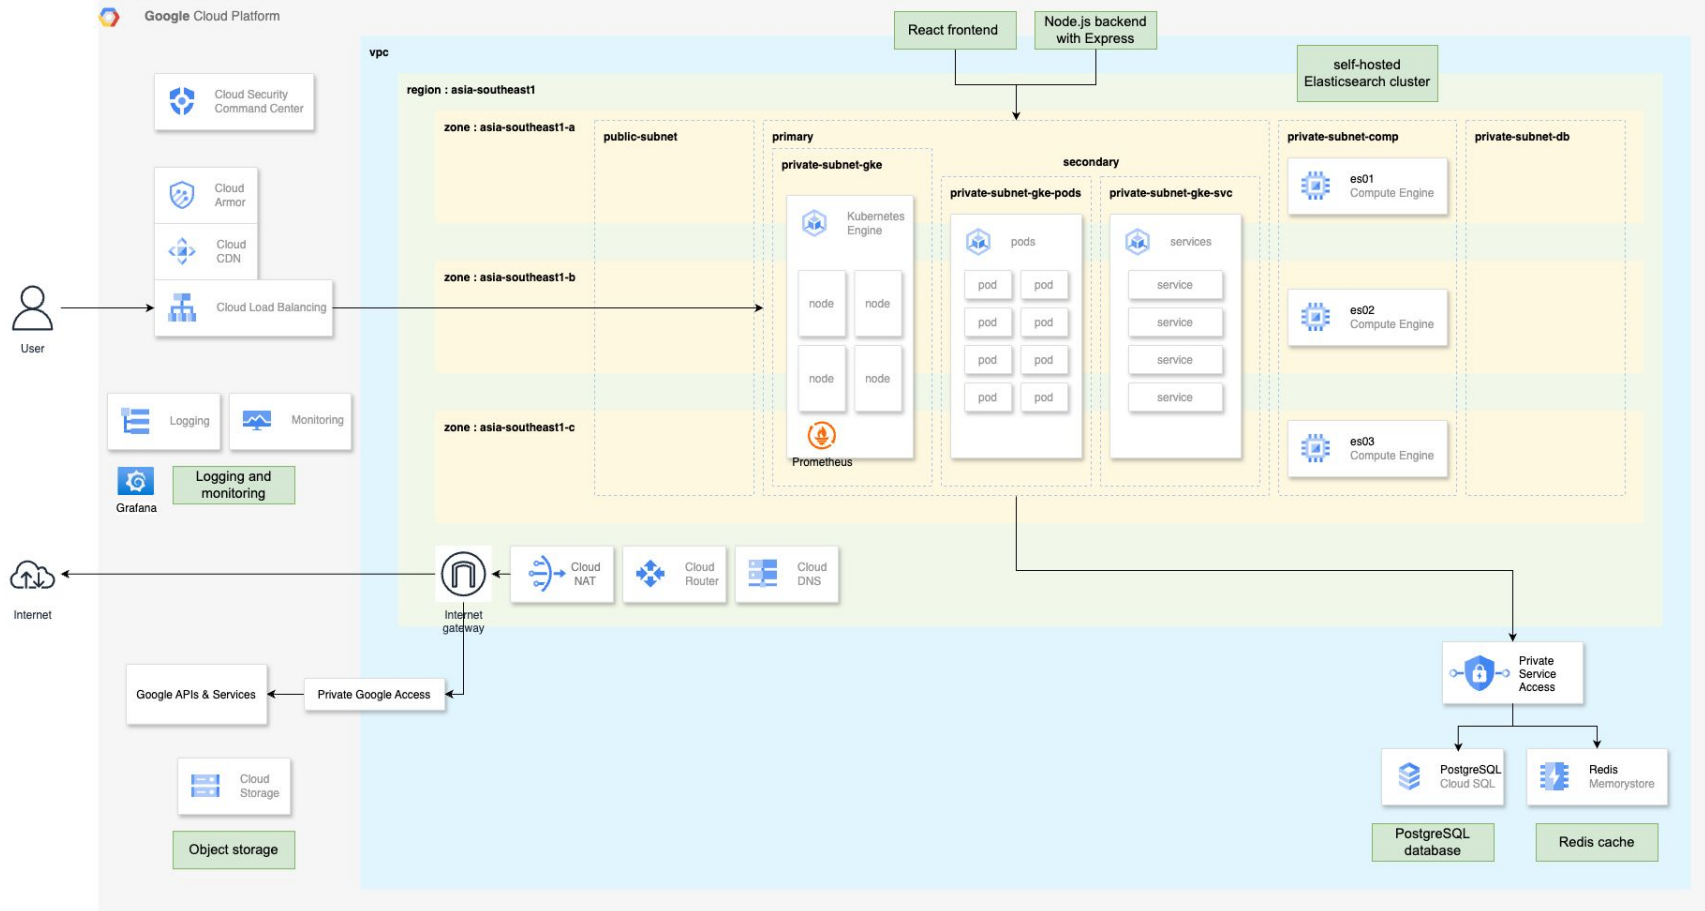 Google Cloud Platform
React frontend
Node.js backend
with Express
vpc
self-hosted
Elasticsearch cluster
region : asia-southeast1
Cloud Security
Command Center
zone : asia-southeast1-a
public-subnet
primary
private-subnet-gke
secondary
private-subnet-gke-pods
private-subnet-gke-svc
private-subnet-comp
private-subnet-db
es01
Compute Engine
Cloud
Armor
Cloud
CDN
Cloud Load Balancing
User
Kubernetes
Engine
node
node
node
node
Prometheus
pods
pod
pod
pod
pod
pod
pod
pod
pod
services
service
service
service
service
zone : asia-southeast1-b
es02
Compute Engine
zone : asia-southeast1-c
es03
Compute Engine
Logging
Monitoring
Grafana
Logging and
monitoring
Internet
Internet
gateway
Cloud
NAT
Cloud
Router
Cloud
DNS
Google APIs & Services
Private Google Access
Private
Service
Access
Cloud
Storage
Object storage
PostgreSQL
Cloud SQL
Redis
Memorystore
PostgreSQL
database
Redis cache